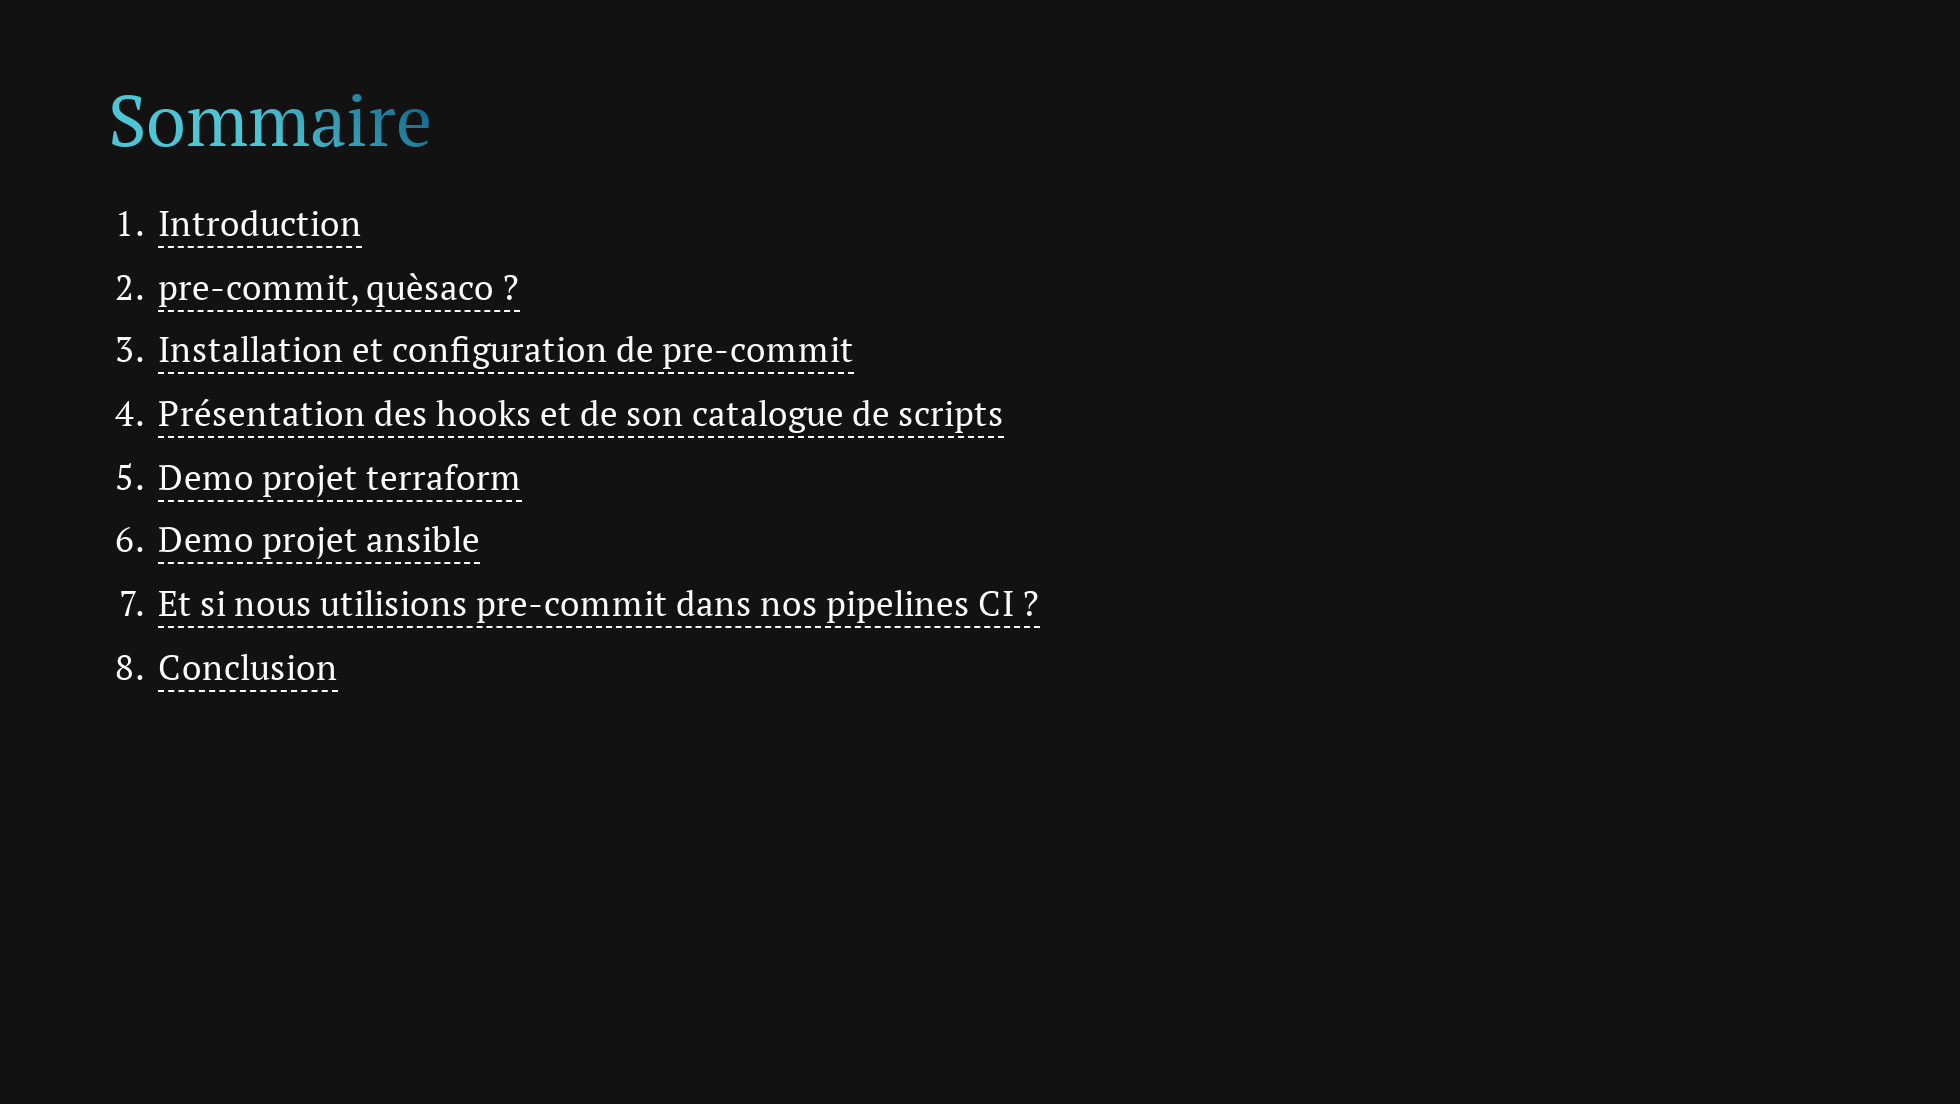 Sommaire
1. Introduction
2. pre-commit, quèsaco ?
3. Installation et configuration de pre-commit
4. Présentation des hooks et de son catalogue de scripts
5. Demo projet terraform
6. Demo projet ansible
7. Et si nous utilisions pre-commit dans nos pipelines CI ?
8. Conclusion